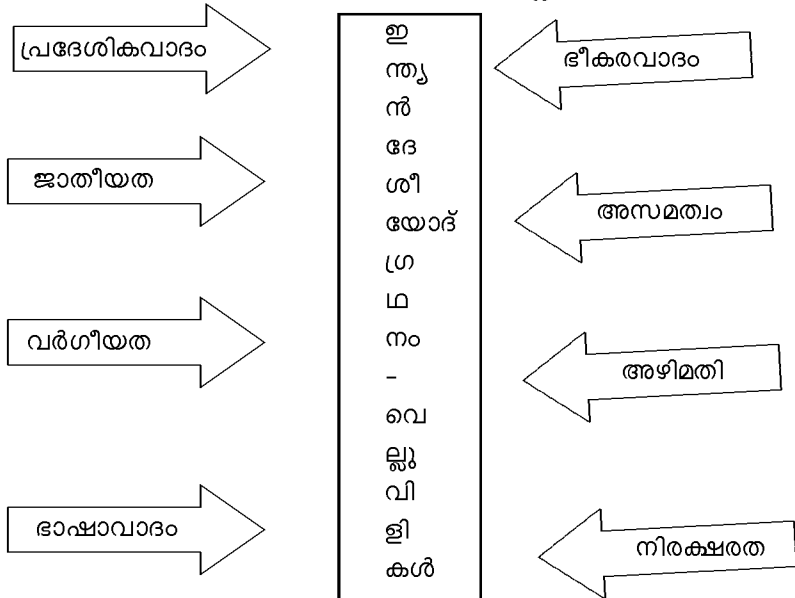 പ്രദേശികവാദം
ജാതീയത
വർഗീയത
ഭാഷാവാദം
ഇ
ന്ത്യ
ൻ
ദേ
ശീ
യോദ്
ഗ്ര
ഥ
നം
–
വെ
ല്ലു
വി
ളി
കൾ
ഭീകരവാദം
അസമത്വം
അഴിമതി
നിരക്ഷരത